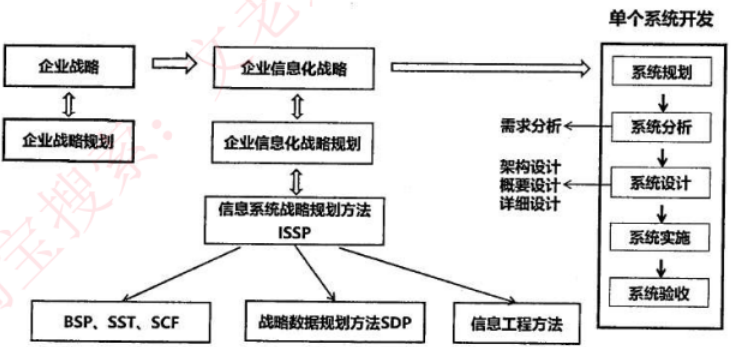 单个系统开发
企业战略
企业信息化战略
系统规划
企业战略规划
企业信息化战略规划
需求分析
系统分析
架构设计
概要设计
详细设计
系统设计
信息系统战略规划方法
ISSP
系统实施
系统验收
BSP、SST、SCF
战略数据规划方法SDP
信息工程方法
宝搜索：文老